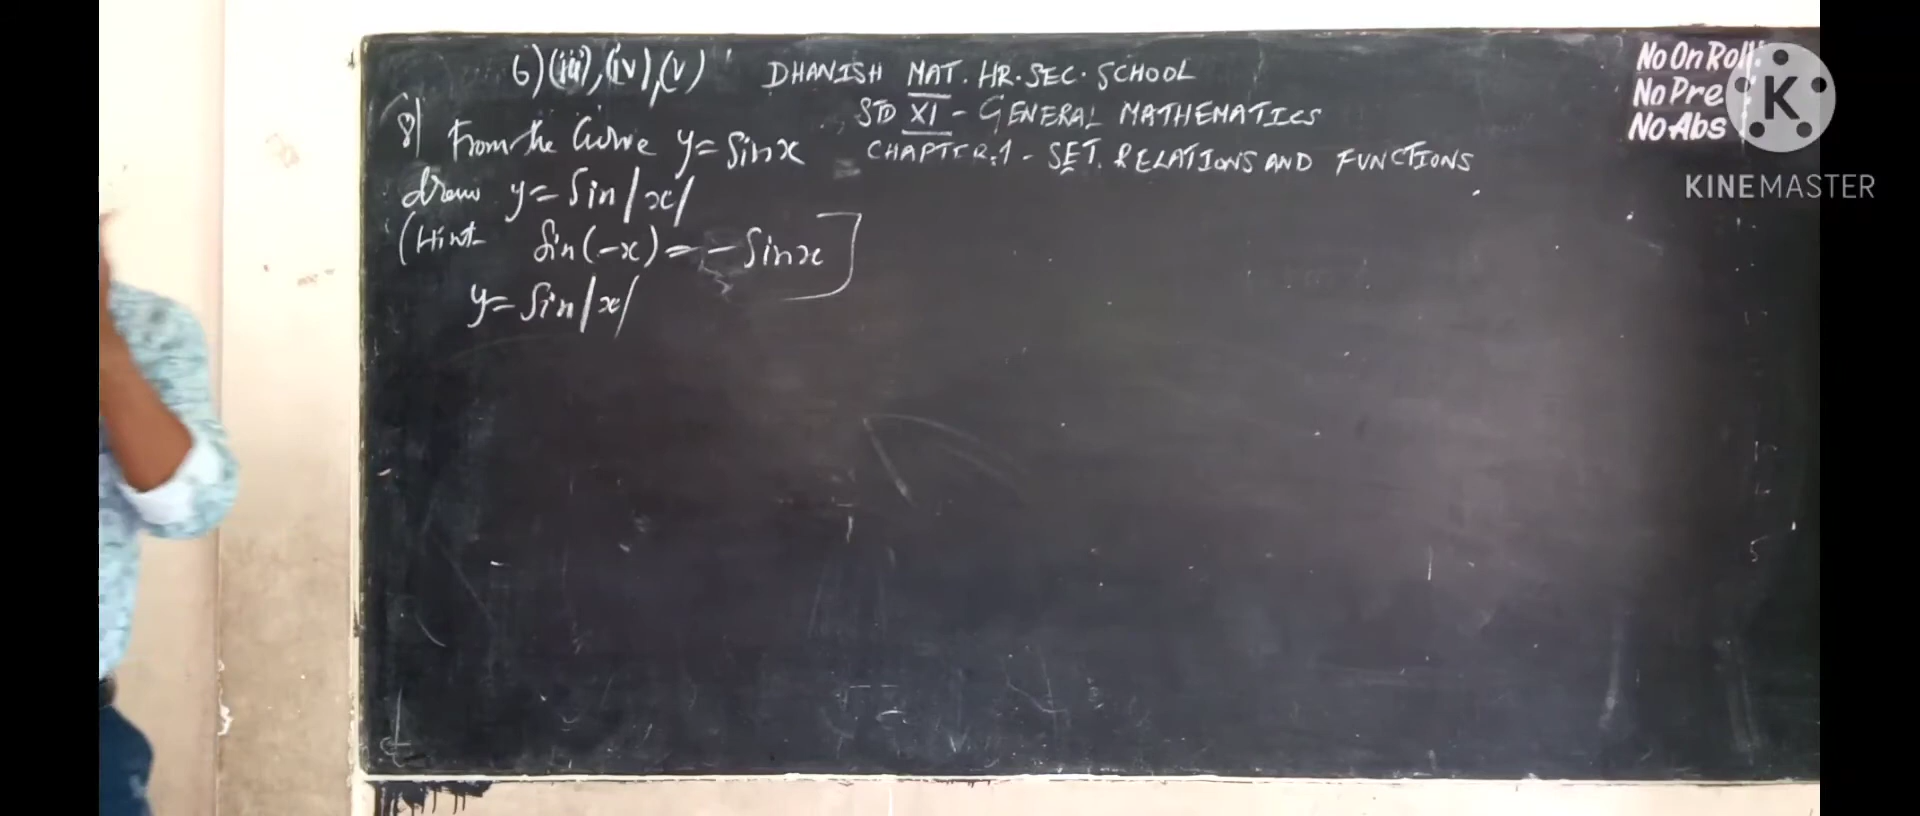 6) (iii), (iv), (v)
DHANISH MAT. HR. SEC. SCHOOL
STD XI - GENERAL MATHEMATICS
CHAPTER.1 - SET. RELATIONS AND FUNCTIONS
8) From the Curve y = Sinx
draw y = Sin|x|
(Hint Sin(-x) = - Sinx ]
y = Sin|x|
No On Roll:
No Pre
No Abs
K
KINEMASTER